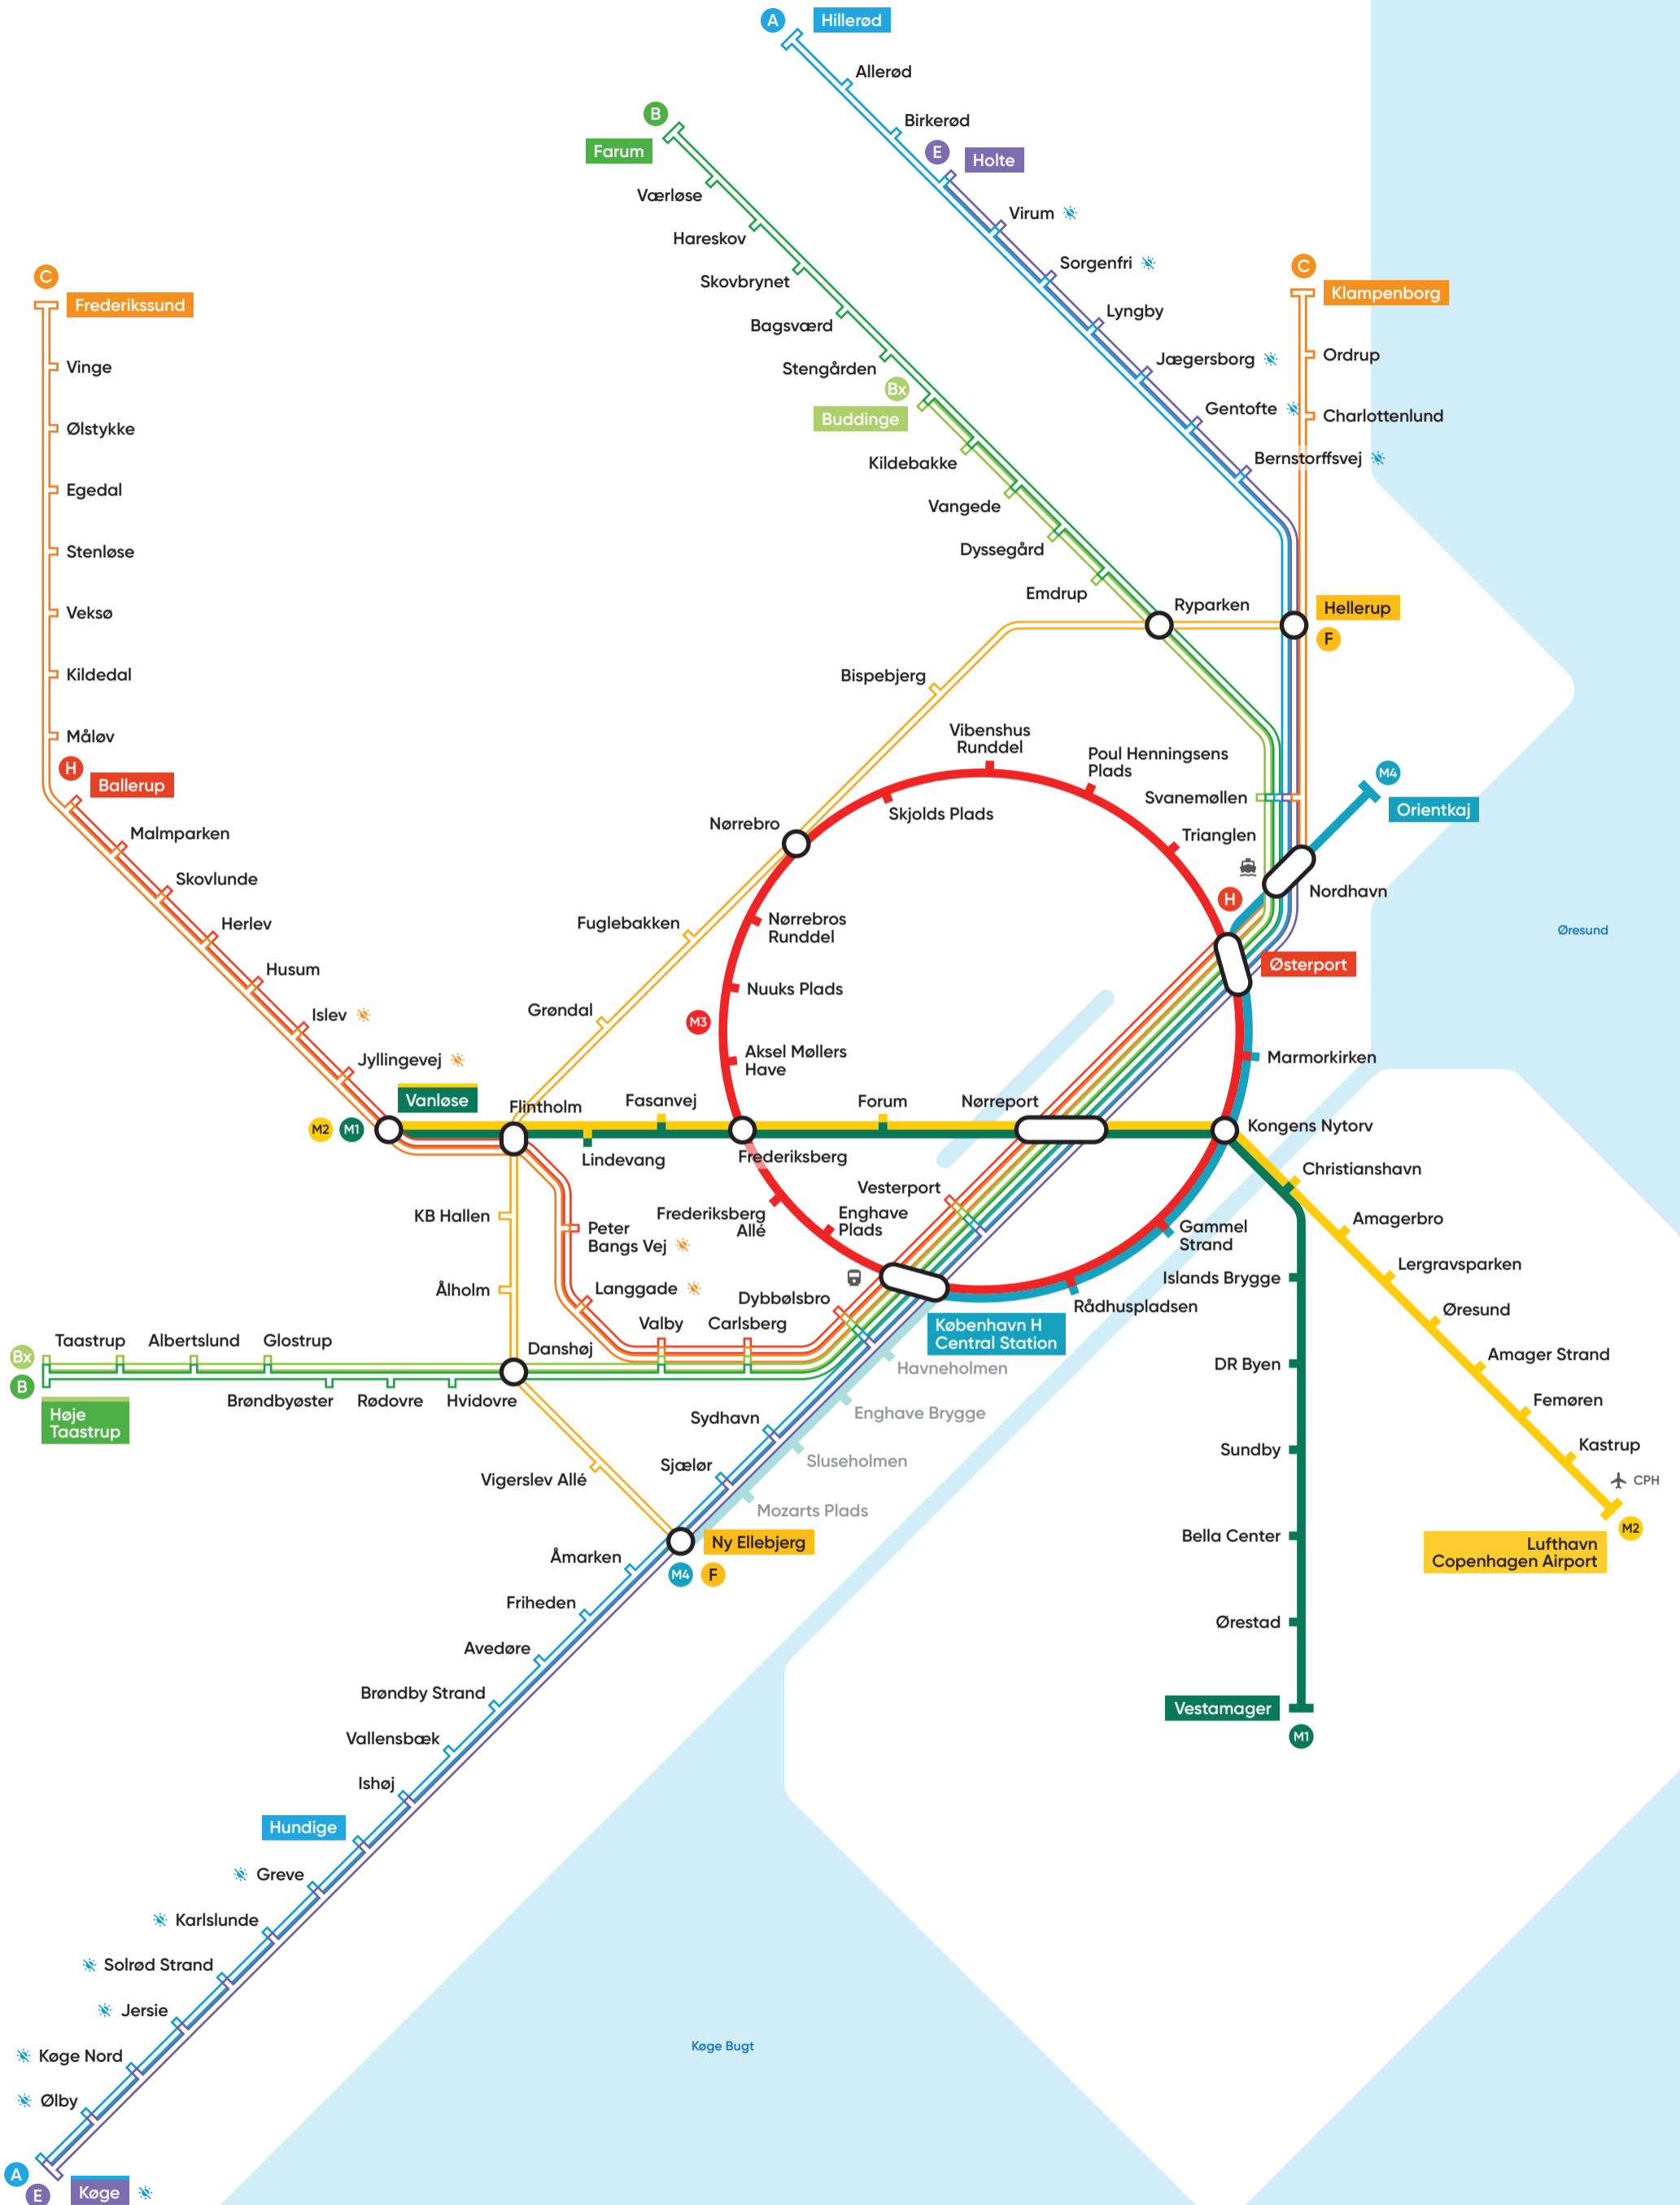 A
Hillerød
Allerød
Birkerød
E
Holte
Virum
Sorgenfri
Lyngby
Jægersborg
Gentofte
Bernstorffsvej
B
Farum
Værløse
Hareskov
Skovbrynet
Bagsværd
Stengården
Bx
Buddinge
Kildebakke
Vangede
Dyssegård
Emdrup
Ryparken
C
Klampenborg
Ordrup
Charlottenlund
Hellerup
F
C
Frederikssund
Vinge
Ølstykke
Egedal
Stenløse
Veksø
Kildedal
Måløv
H
Ballerup
Malmparken
Skovlunde
Herlev
Husum
Islev
Jyllingevej
Vanløse
M2
M1
Bispebjerg
Nørrebro
Fuglebakken
Grøndal
Flintholm
Vibenshus
Runddel
Poul Henningsens
Plads
Skjolds Plads
Svanemøllen
Trianglen
M4
Orientkaj
Nordhavn
H
Østerport
Øresund
Nørrebros
Runddel
Nuuks Plads
M3
Aksel Møllers
Have
Marmorkirken
Fasanvej
Forum
Nørreport
Kongens Nytorv
Lindevang
Frederiksberg
Vesterport
Frederiksberg
Allé
Enghave
Plads
Christianshavn
Amagerbro
Lergravsparken
Øresund
Amager Strand
Femøren
Kastrup
CPH
M2
Lufthavn
Copenhagen Airport
Gammel
Strand
Rådhuspladsen
Islands Brygge
DR Byen
Sundby
Bella Center
Ørestad
Vestamager
M1
KB Hallen
Ålholm
Peter
Bangs Vej
Langgade
Valby
Carlsberg
Dybbølsbro
København H
Central Station
Havneholmen
Enghave Brygge
Sluseholmen
Mozarts Plads
Bx
B
Taastrup
Albertslund
Glostrup
Danshøj
Høje
Taastrup
Brøndbyøster
Rødovre
Hvidovre
Sydhavn
Sjælør
Vigerslev Allé
Ny Ellebjerg
M4
F
Åmarken
Friheden
Avedøre
Brøndby Strand
Vallensbæk
Ishøj
Hundige
Greve
Karlslunde
Solrød Strand
Jersie
Køge Nord
Ølby
A
E
Køge
Køge Bugt